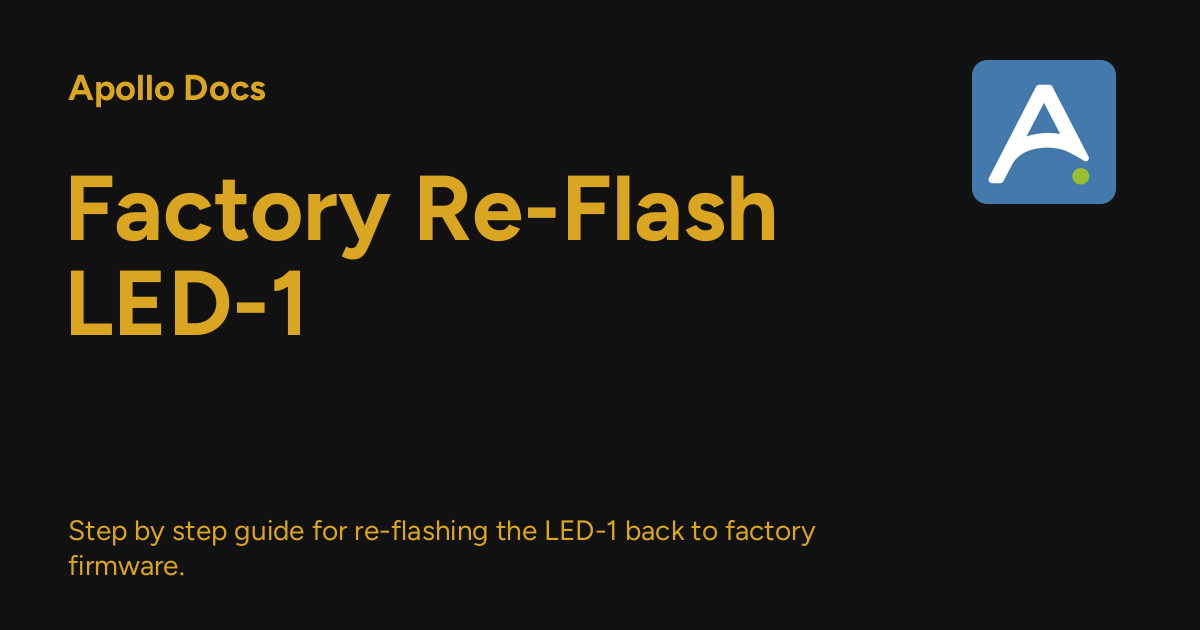 Apollo Docs
Factory Re-Flash
LED-1
Step by step guide for re-flashing the LED-1 back to factory
firmware.